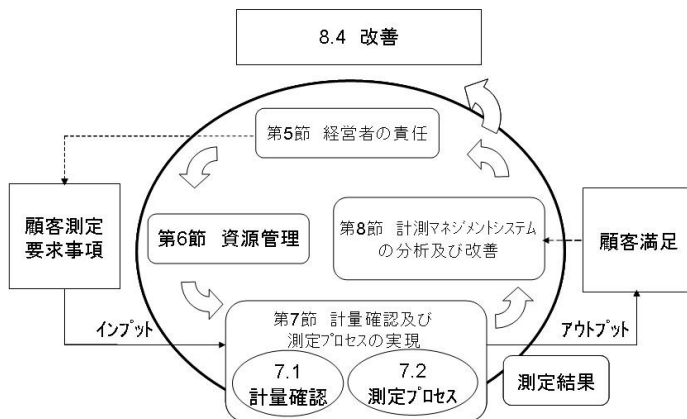 8.4 改善
第5節 経営者の責任
顧客測定
要求事項
第6節 資源管理
第8節 計測マネジメントシステム
の分析及び改善
顧客満足
インプット
第7節 計量確認及び
測定プロセスの実現
アウトプット
7.1
計量確認
7.2
測定プロセス
測定結果